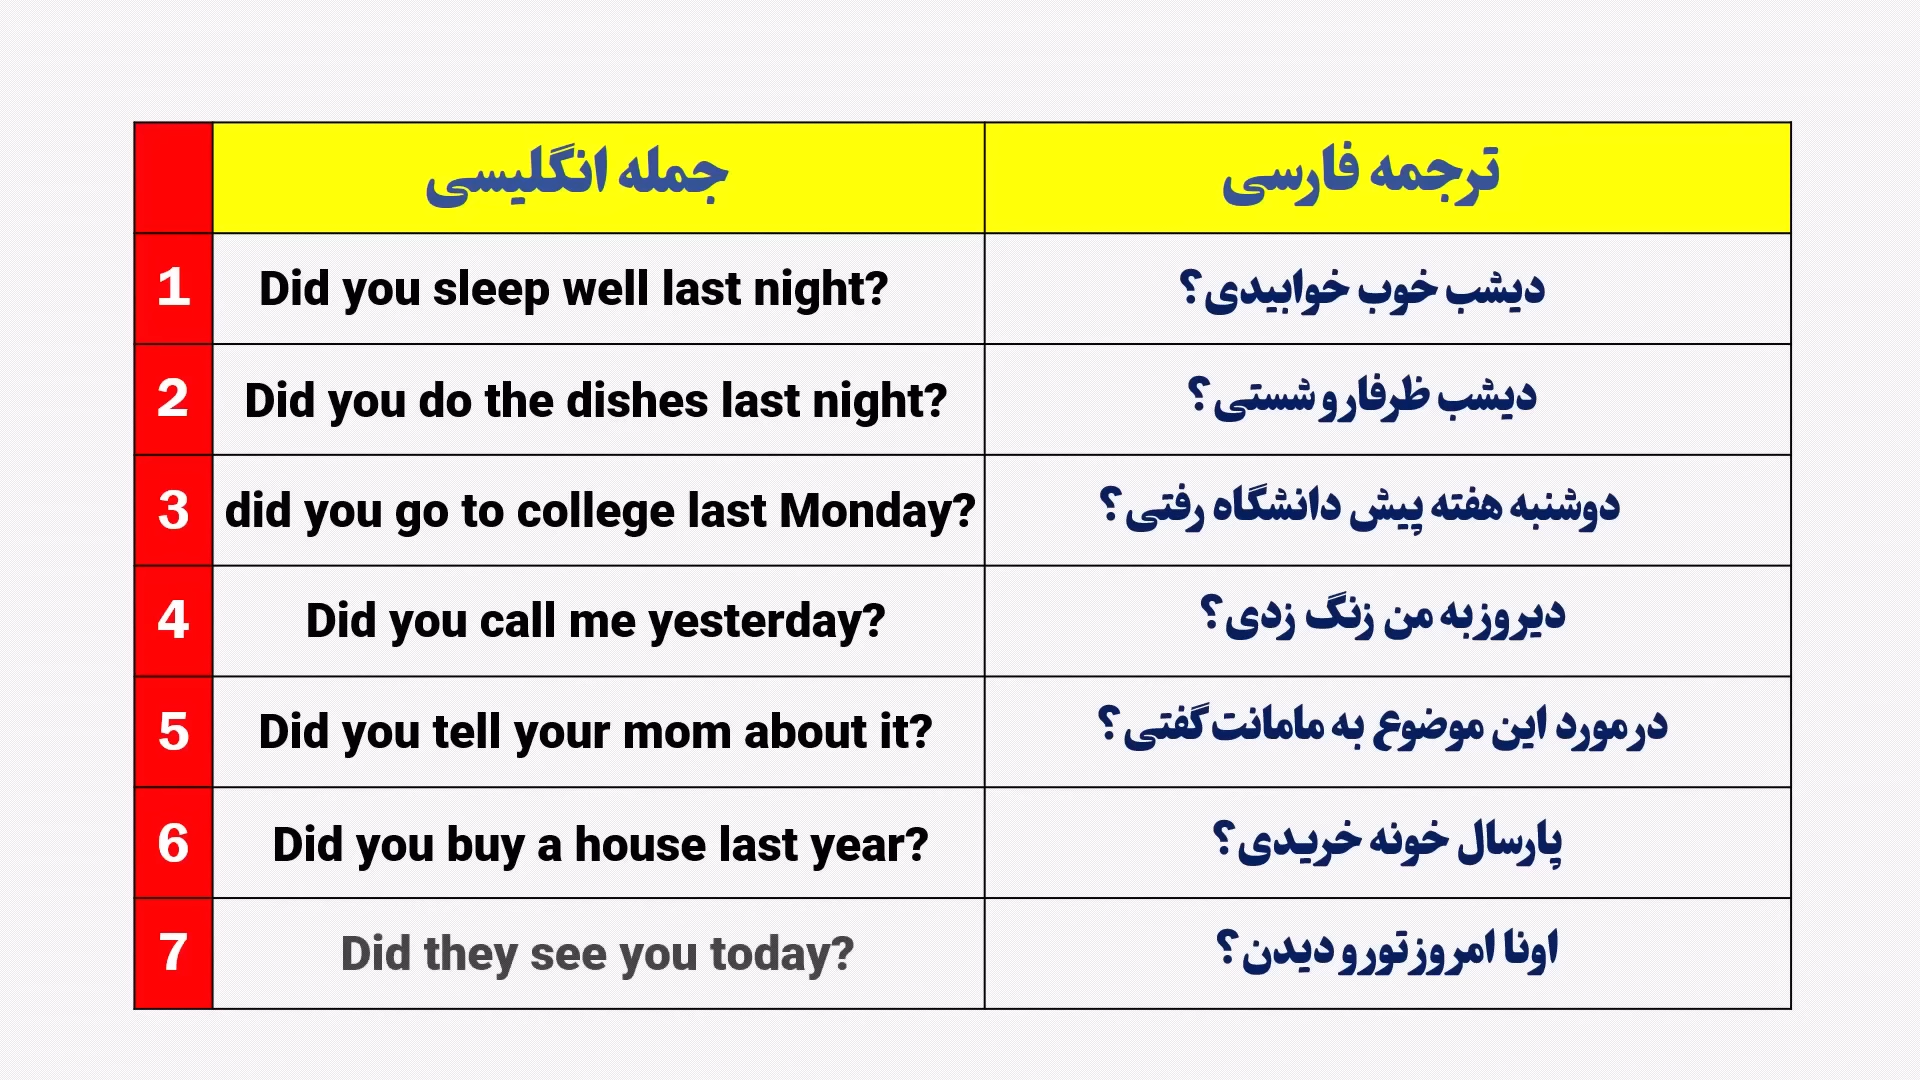 جمله انگلیسی ترجمه فارسی
1 Did you sleep well last night? دیشب خوب خوابیدی؟
2 Did you do the dishes last night? دیشب ظرفارو شستی؟
3 did you go to college last Monday? دوشنبه هفته پیش دانشگاه رفتی؟
4 Did you call me yesterday? دیروز به من زنگ زدی؟
5 Did you tell your mom about it? در مورد این موضوع به مامانت گفتی؟
6 Did you buy a house last year? پارسال خونه خریدی؟
7 Did they see you today? اونا امروز تورو دیدن؟